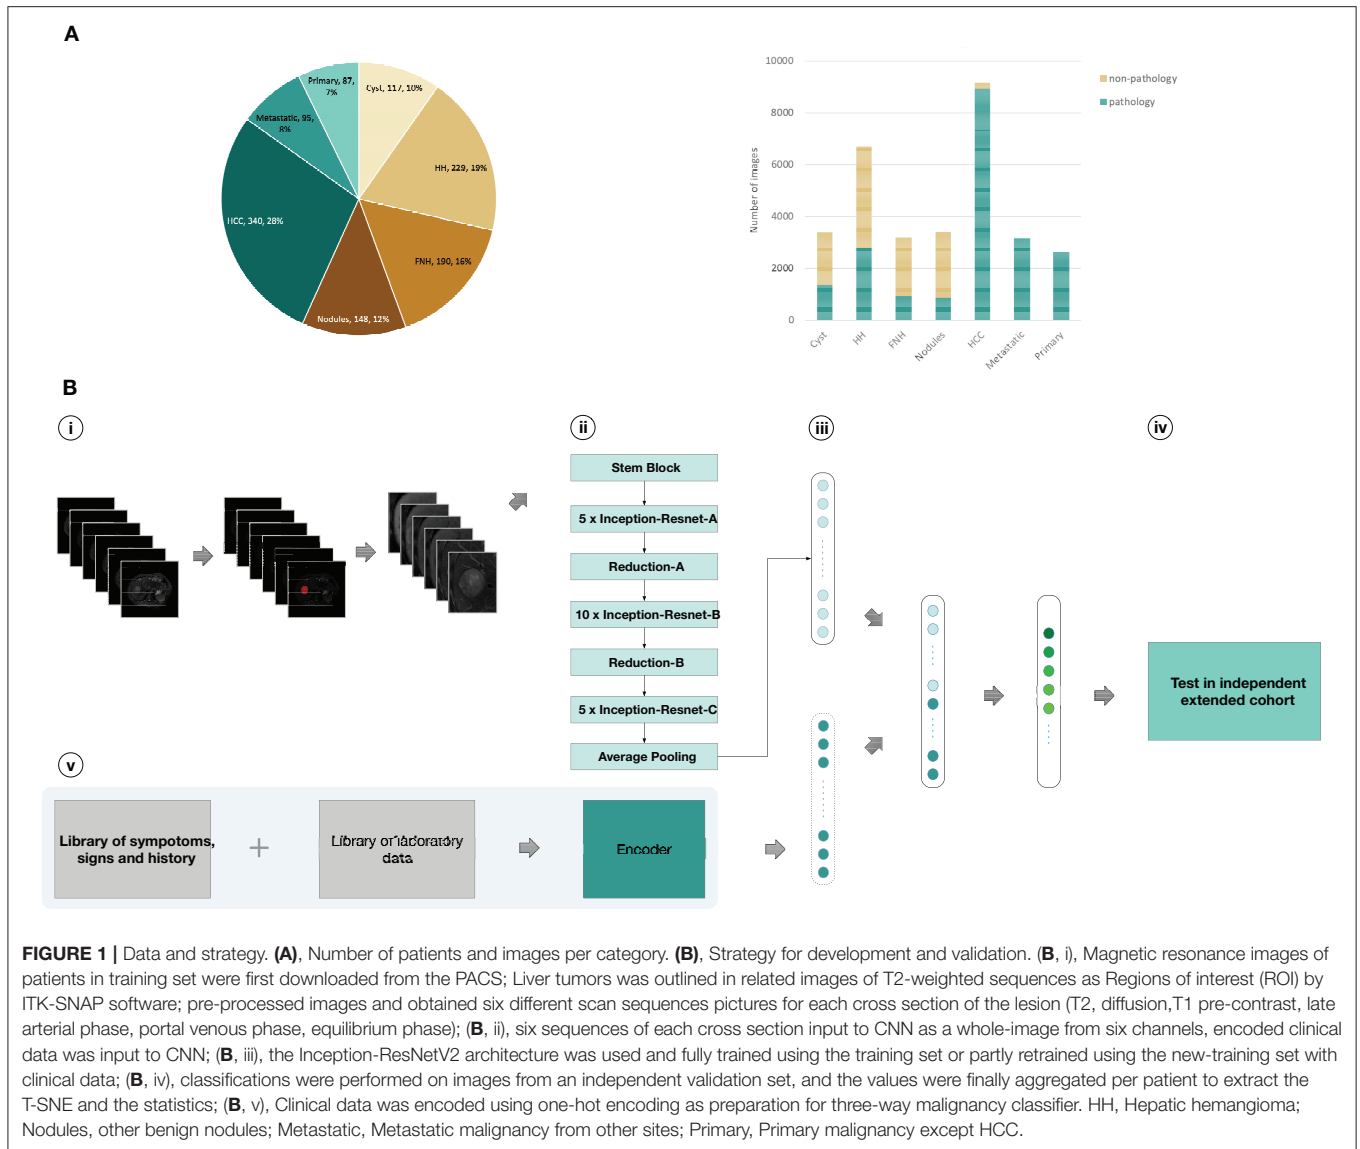 A
Primary, 87,
7%
Cyst, 117, 10%
Metastatic, 95,
8%
HH, 229, 19%
HCC, 340, 28%
FNH, 190, 16%
Nodules, 148, 12%
10000
8000
6000
4000
2000
0
Number of images
Cyst
HH
FNH
Nodules
HCC
Metastatic
Primary
non-pathology
pathology
B
i
ii
iii
iv
Stem Block
5 x Inception-Resnet-A
Reduction-A
10 x Inception-Resnet-B
Reduction-B
5 x Inception-Resnet-C
Average Pooling
Test in independent
extended cohort
v
Library of sympotoms,
signs and history
+
Library of laboratory
data
Encoder
FIGURE 1 | Data and strategy. (A), Number of patients and images per category. (B), Strategy for development and validation. (B, i), Magnetic resonance images of
patients in training set were first downloaded from the PACS; Liver tumors was outlined in related images of T2-weighted sequences as Regions of interest (ROI) by
ITK-SNAP software; pre-processed images and obtained six different scan sequences pictures for each cross section of the lesion (T2, diffusion,T1 pre-contrast, late
arterial phase, portal venous phase, equilibrium phase); (B, ii), six sequences of each cross section input to CNN as a whole-image from six channels, encoded clinical
data was input to CNN; (B, iii), the Inception-ResNetV2 architecture was used and fully trained using the training set or partly retrained using the new-training set with
clinical data; (B, iv), classifications were performed on images from an independent validation set, and the values were finally aggregated per patient to extract the
T-SNE and the statistics; (B, v), Clinical data was encoded using one-hot encoding as preparation for three-way malignancy classifier. HH, Hepatic hemangioma;
Nodules, other benign nodules; Metastatic, Metastatic malignancy from other sites; Primary, Primary malignancy except HCC.